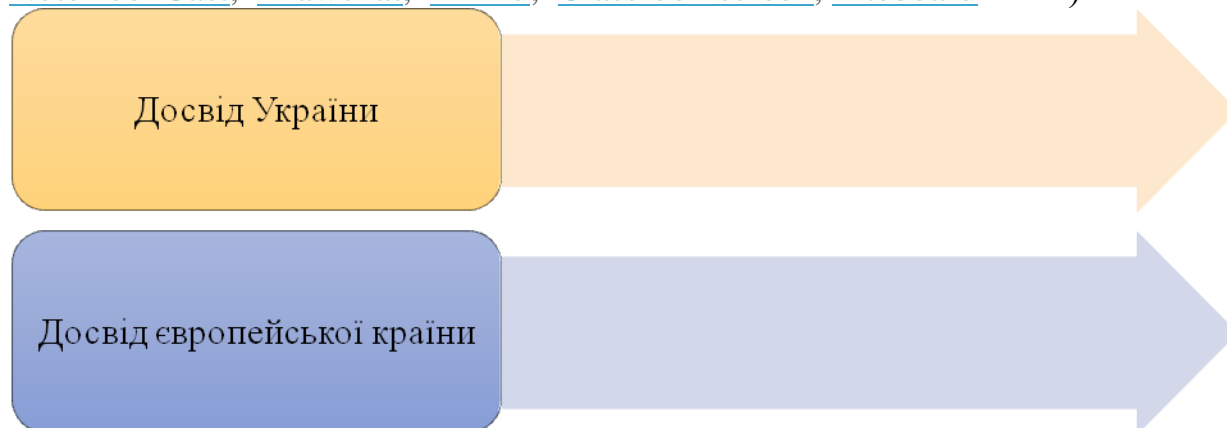 Досвід України
Досвід європейської країни